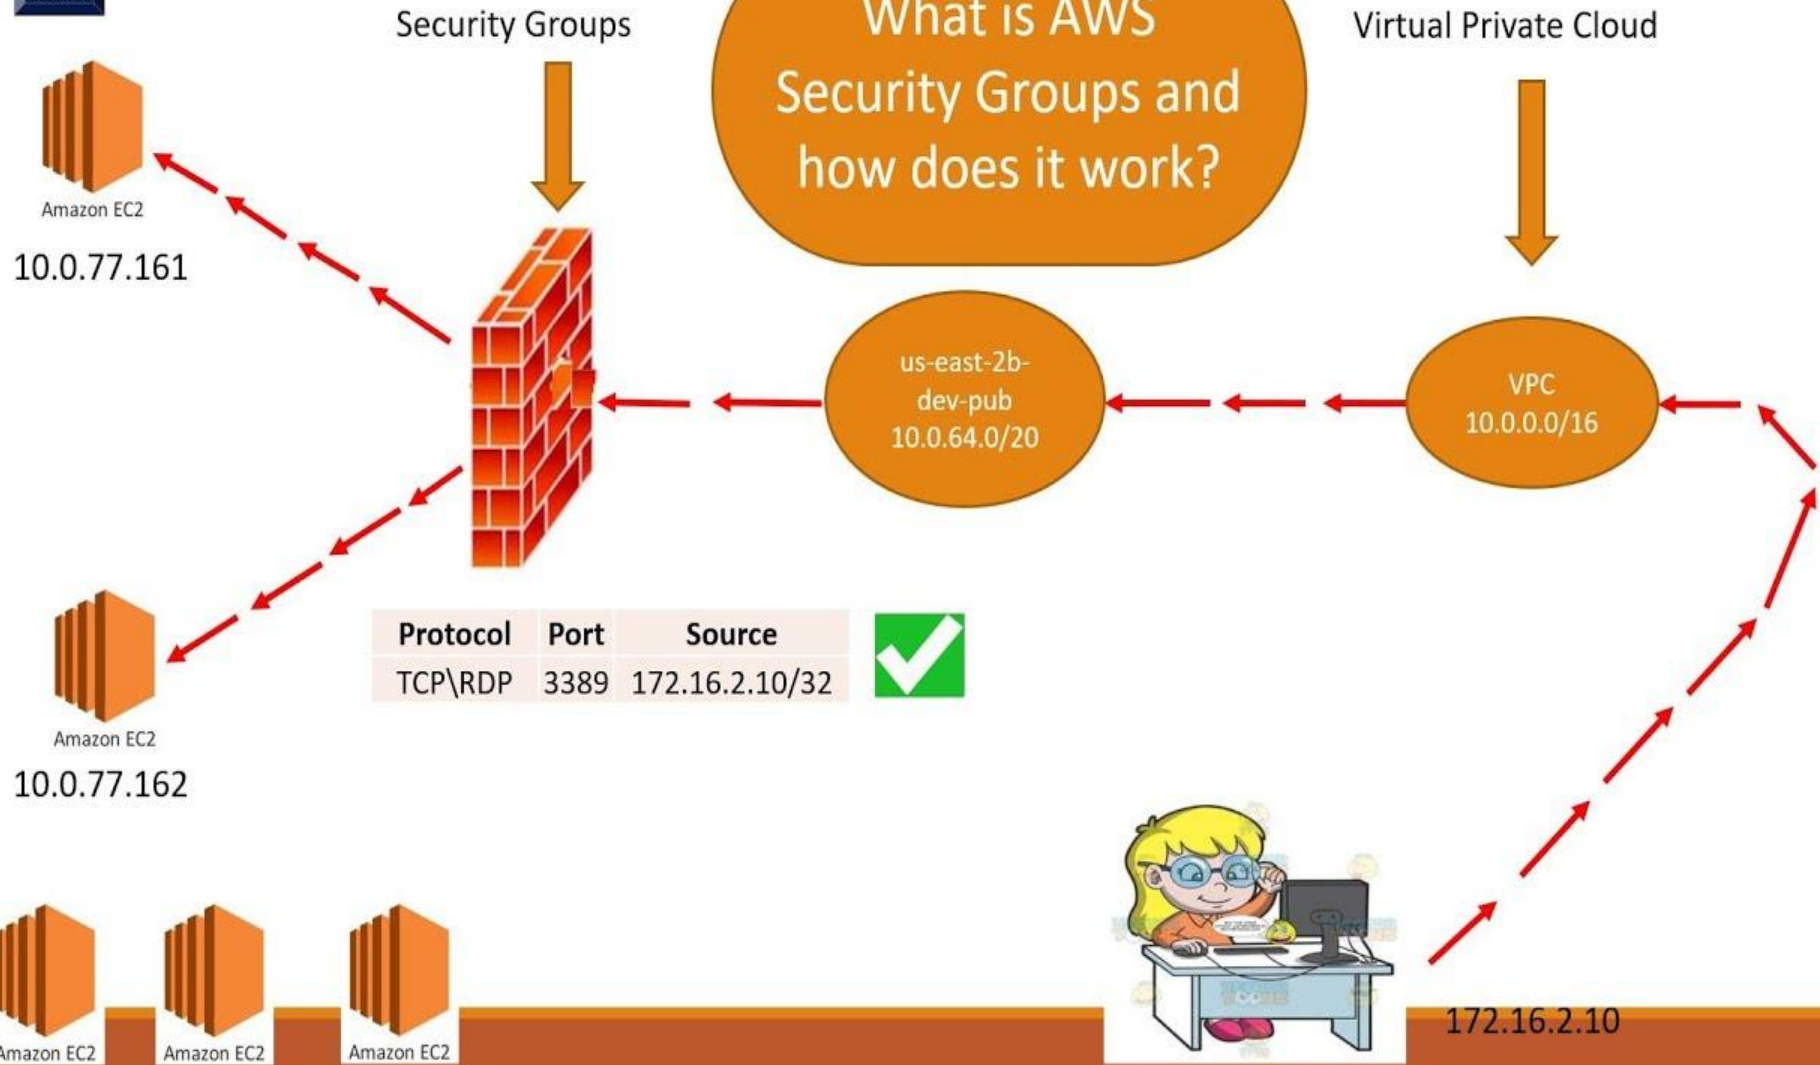 Security Groups
What is AWS
Security Groups and
how does it work?
Virtual Private Cloud
Amazon EC2
10.0.77.161
us-east-2b-
dev-pub
10.0.64.0/20
VPC
10.0.0.0/16
Protocol Port Source
TCP\RDP 3389 172.16.2.10/32
Amazon EC2
10.0.77.162
172.16.2.10
Amazon EC2
Amazon EC2
Amazon EC2